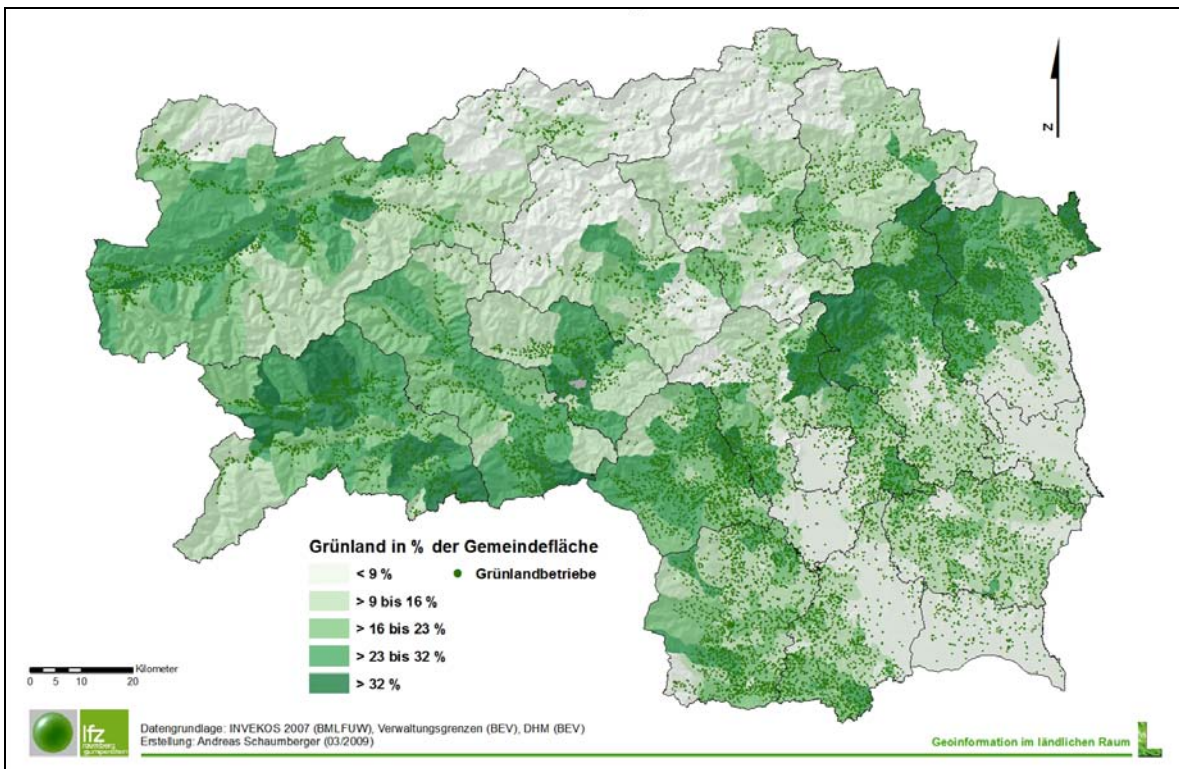 N
Grünland in % der Gemeindefläche
< 9 %
Grünlandbetriebe
> 9 bis 16 %
> 16 bis 23 %
> 23 bis 32 %
> 32 %
Kilometer
0 5 10 20
lfz
raumberg
gumpenstein
Datengrundlage: INVEKOS 2007 (BMLFUW), Verwaltungsgrenzen (BEV), DHM (BEV)
Erstellung: Andreas Schaumberger (03/2009)
Geoinformation im ländlichen Raum
L